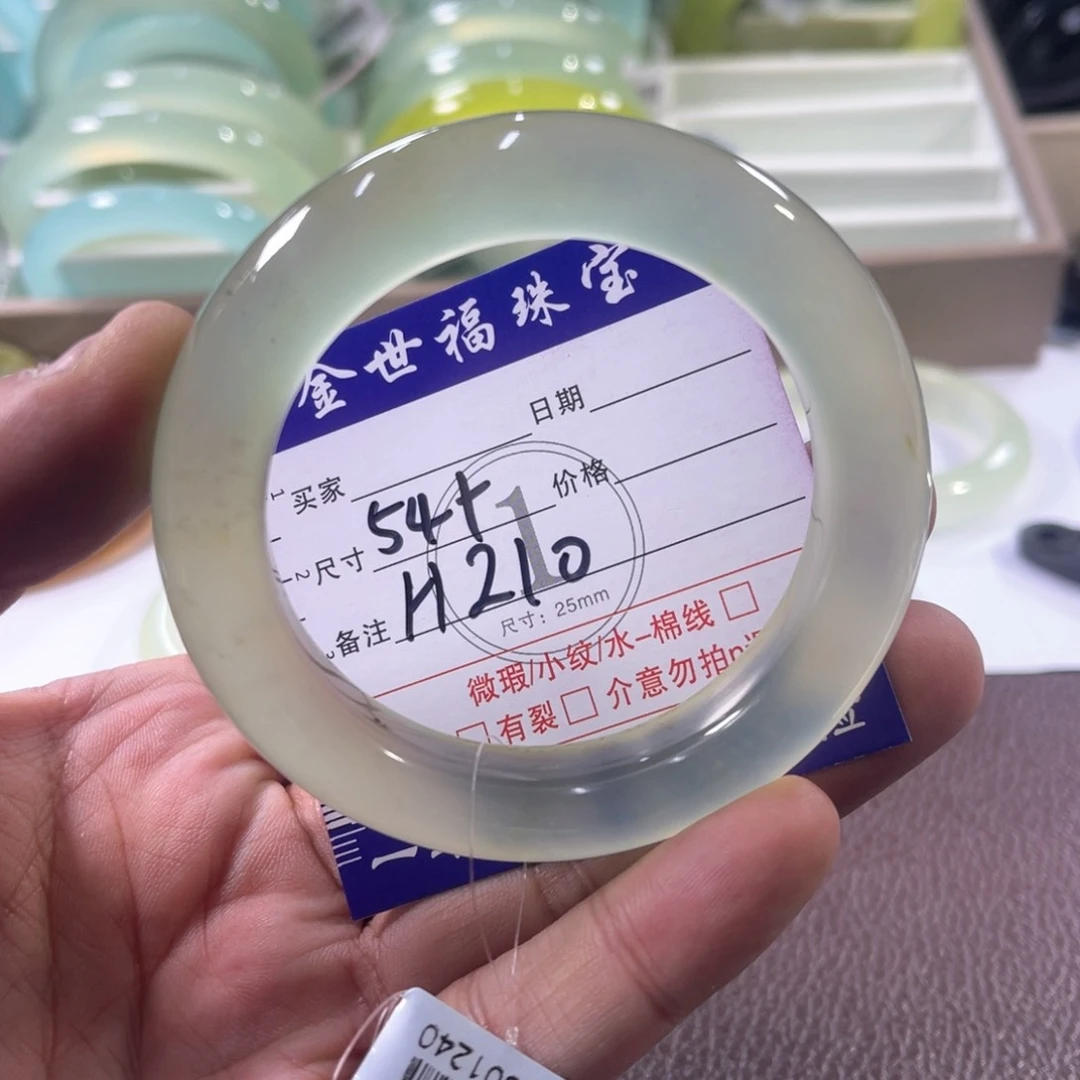 金世福珠宝
日期
买家
尺寸 54+ 价格
备注 H210
1
尺寸：25mm
微瑕/小纹/水-棉线 □
□有裂 □ 介意勿拍
01240